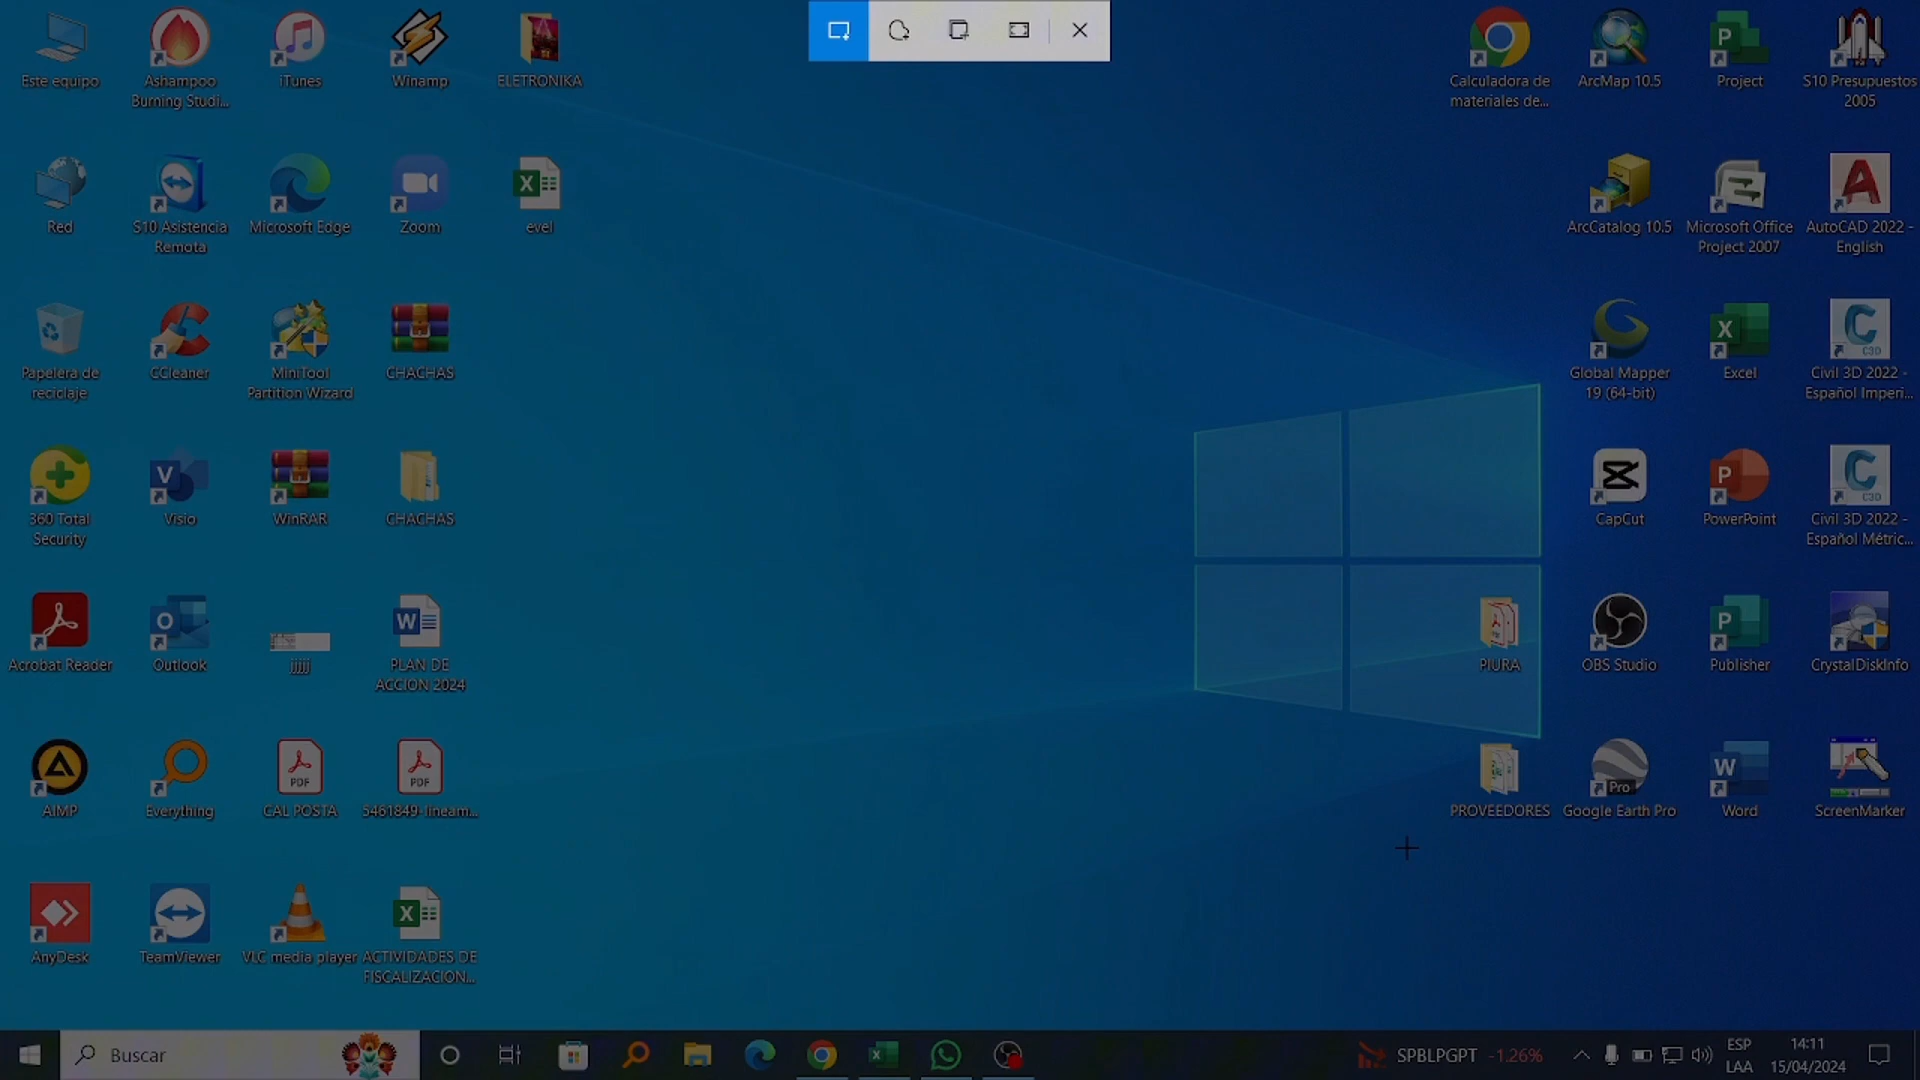 Este equipo
Ashampoo
Burning Studi...
iTunes
Winamp
ELETRONIKA
Calculadora de
materiales de...
ArcMap 10.5
Project
S10 Presupuestos
2005
Red
S10 Asistencia
Remota
Microsoft Edge
Zoom
evel
ArcCatalog 10.5
Microsoft Office
Project 2007
AutoCAD 2022 -
English
Papelera de
reciclaje
CCleaner
MiniTool
Partition Wizard
CHACHAS
Global Mapper
19 (64-bit)
Excel
Civil 3D 2022 -
Español Imperi...
360 Total
Security
Visio
WinRAR
CHACHAS
CapCut
PowerPoint
Civil 3D 2022 -
Español Métric...
Acrobat Reader
Outlook
jjjjj
PLAN DE
ACCION 2024
PIURA
OBS Studio
Publisher
CrystalDiskInfo
AIMP
Everything
PDF
CAL POSTA
PDF
5461849-lineam...
PROVEEDORES
Pro
Google Earth Pro
Word
ScreenMarker
AnyDesk
TeamViewer
VLC media player
ACTIVIDADES DE
FISCALIZACION...
Buscar
SPBLPGPT -1.26%
ESP
LAA
14:11
15/04/2024